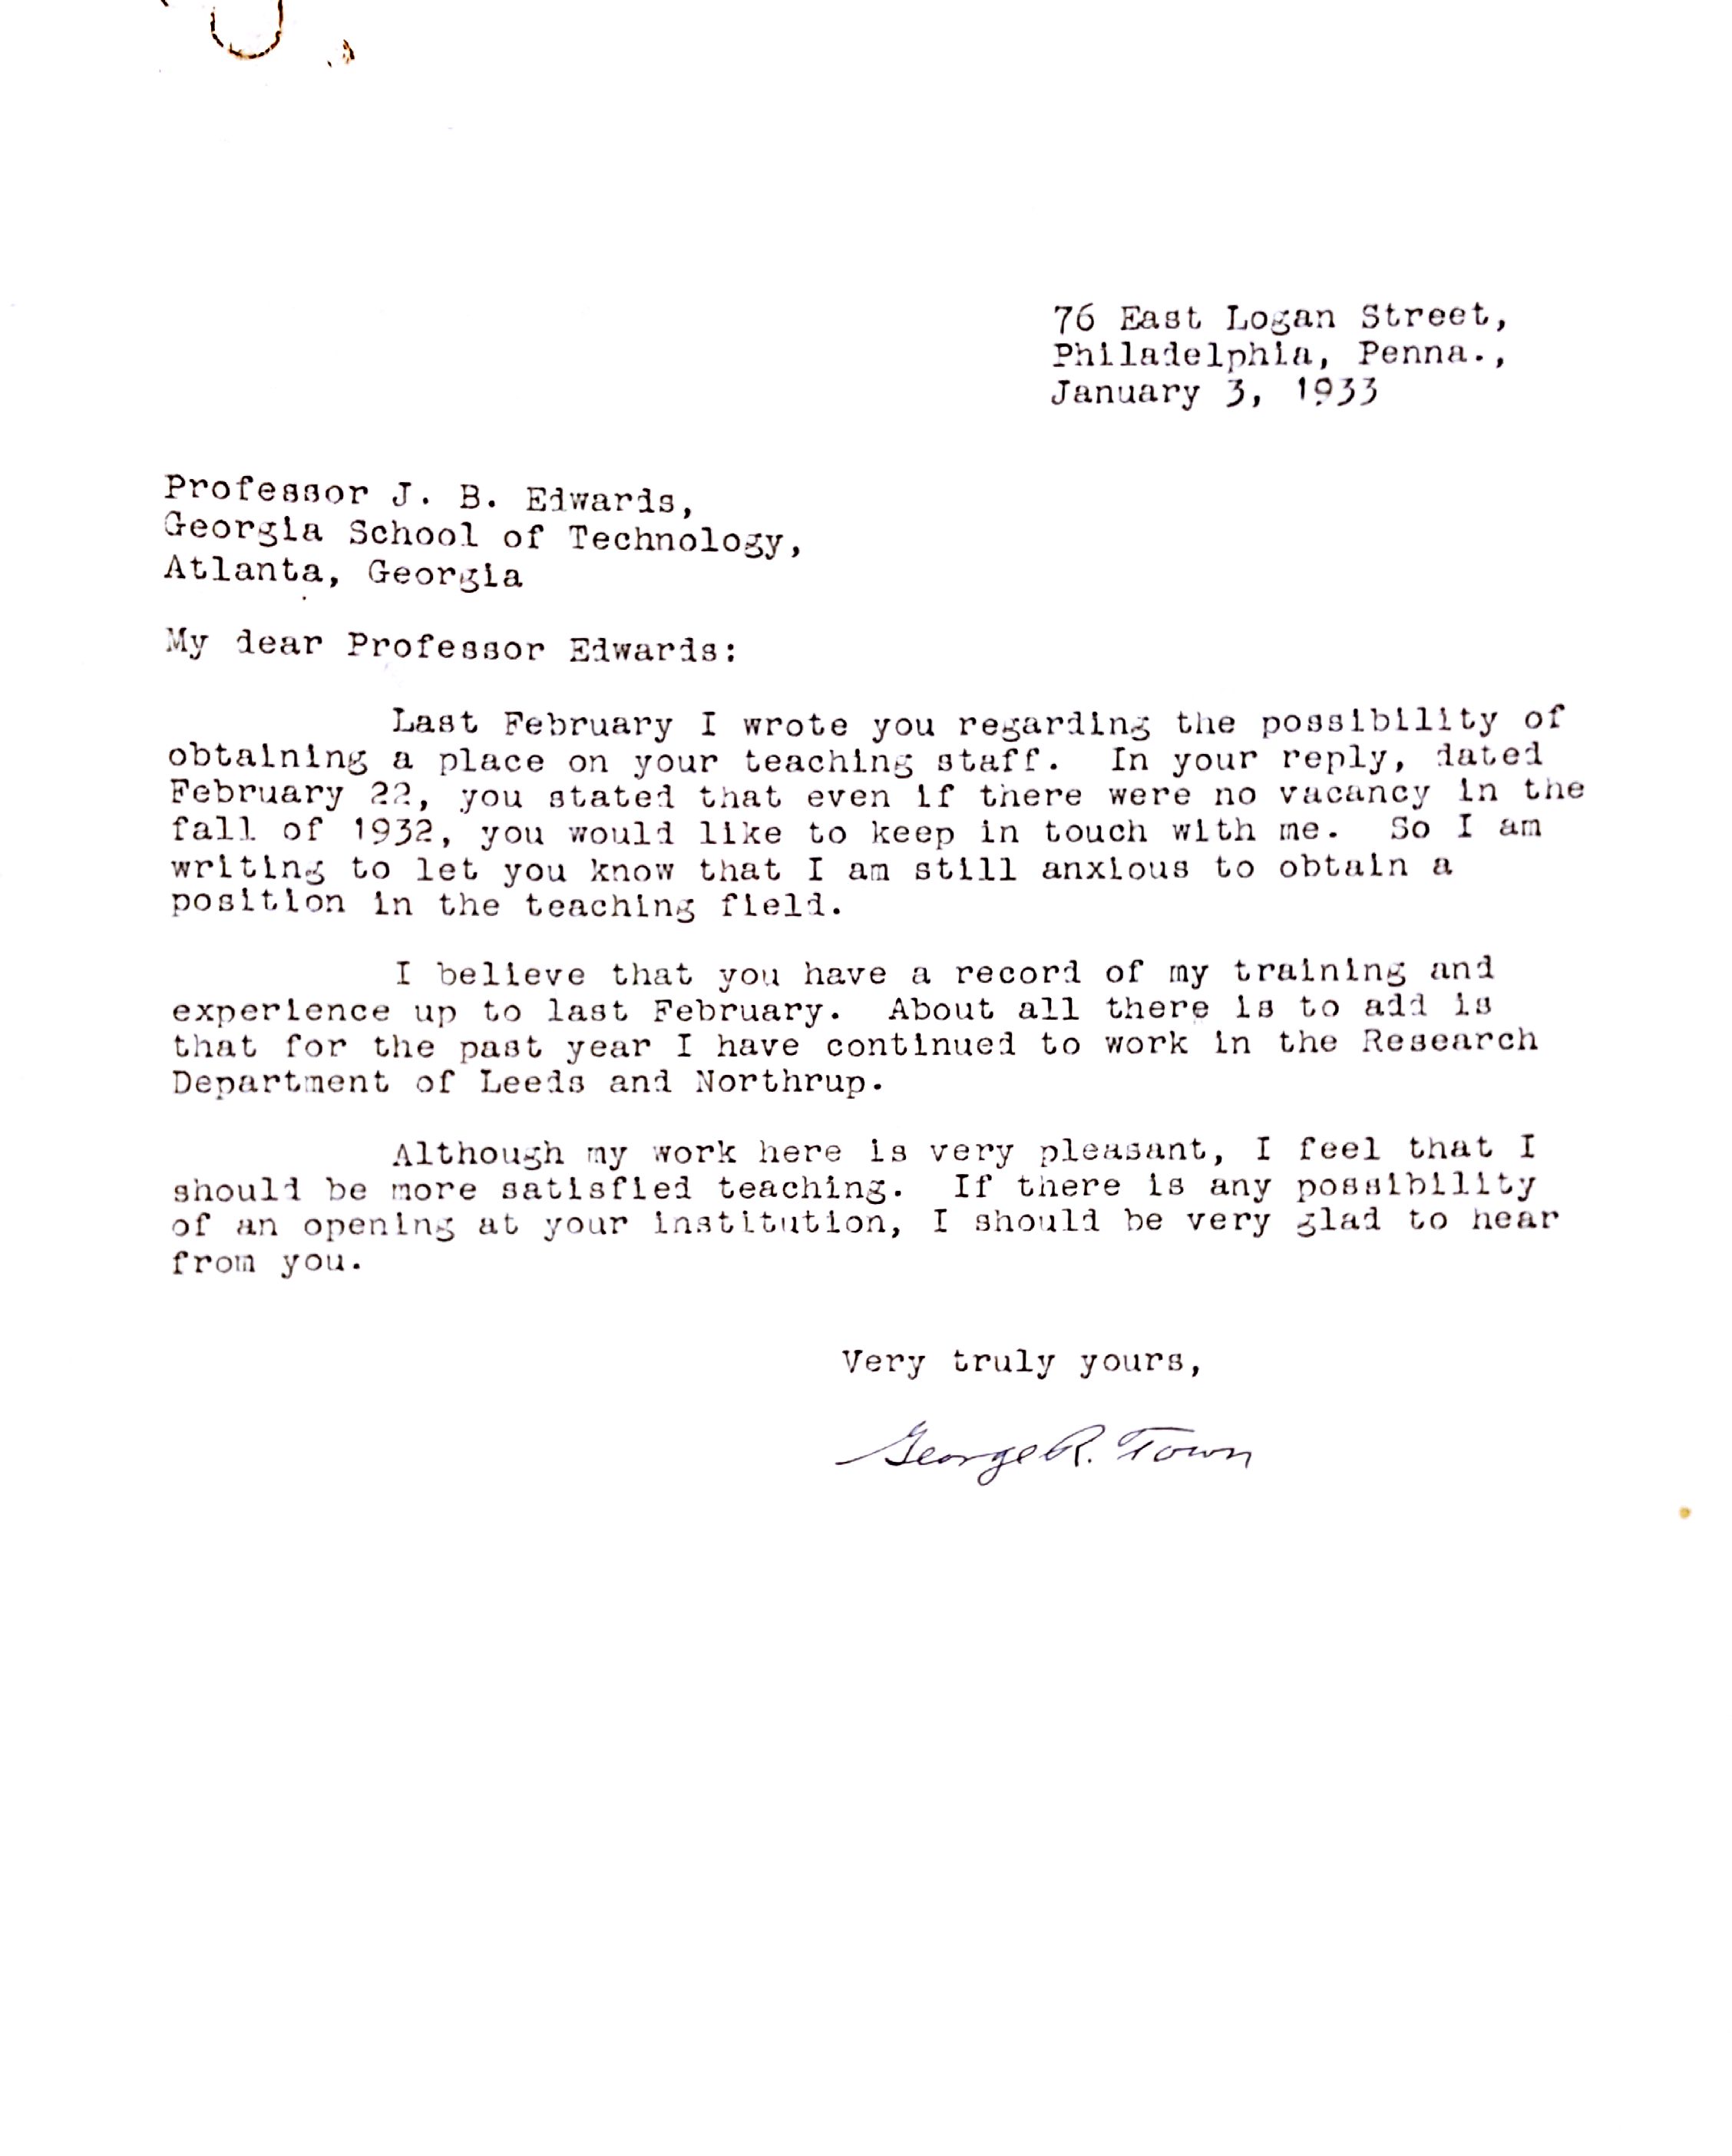 76 East Logan Street,
Philadelphia, Penna.,
January 3, 1933
Professor J. B. Edwards,
Georgia School of Technology,
Atlanta, Georgia
My dear Professor Edwards:
Last February I wrote you regarding the possibility of
obtaining a place on your teaching staff. In your reply, dated
February 22, you stated that even if there were no vacancy in the
fall of 1932, you would like to keep in touch with me. So I am
writing to let you know that I am still anxious to obtain a
position in the teaching field.
I believe that you have a record of my training and
experience up to last February. About all there is to add is
that for the past year I have continued to work in the Research
Department of Leeds and Northrup.
Although my work here is very pleasant, I feel that I
should be more satisfied teaching. If there is any possibility
of an opening at your institution, I should be very glad to hear
from you.
Very truly yours,
George R. Town